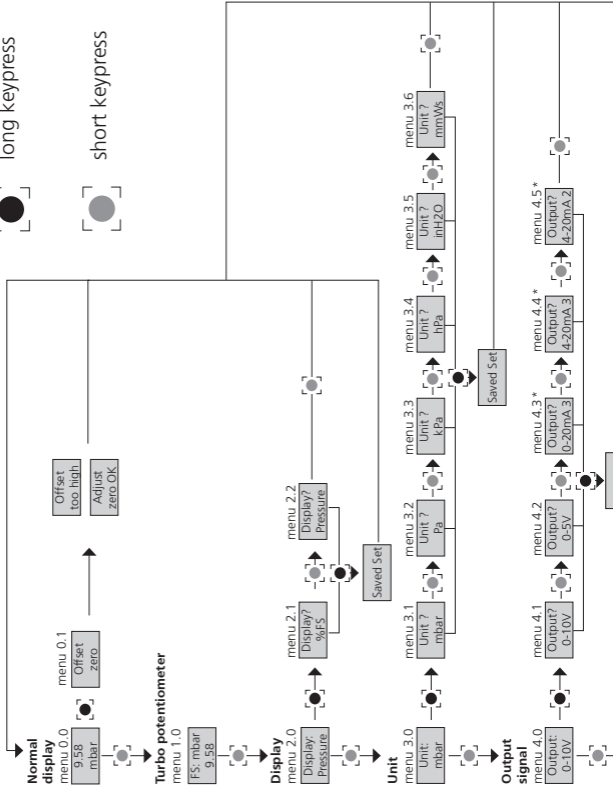 long keypress
short keypress
Normal
display
menu 0.0
9.58
mbar
menu 0.1
Offset
zero
Offset
too high
Adjust
zero OK
Turbo potentiometer
menu 1.0
FS: mbar
9.58
Display
menu 2.0
Display:
Pressure
menu 2.1
Display?
%FS
menu 2.2
Display?
Pressure
Saved Set
Unit
menu 3.0
Unit:
mbar
menu 3.1
Unit ?
mbar
menu 3.2
Unit ?
Pa
menu 3.3
Unit ?
kPa
menu 3.4
Unit ?
hPa
menu 3.5
Unit ?
inH2O
menu 3.6
Unit ?
mmWs
Saved Set
Output
signal
menu 4.0
Output:
0-10V
menu 4.1
Output?
0-10V
menu 4.2
Output?
0-5V
menu 4.3*
Output?
0-20mA 3
menu 4.4*
Output?
4-20mA 3
menu 4.5*
Output?
4-20mA 2